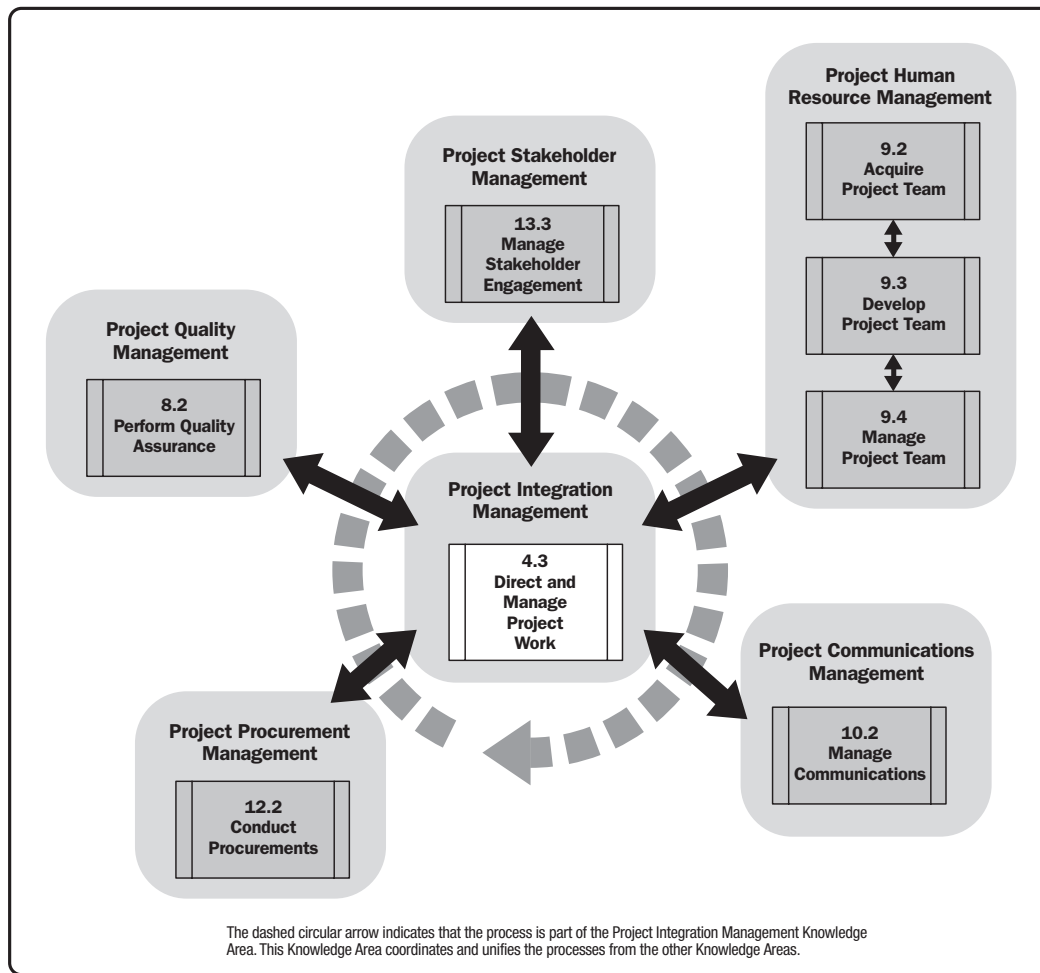 Project Human
Resource Management
9.2
Acquire
Project Team
9.3
Develop
Project Team
9.4
Manage
Project Team
Project Stakeholder
Management
13.3
Manage
Stakeholder
Engagement
Project Quality
Management
8.2
Perform Quality
Assurance
Project Integration
Management
4.3
Direct and
Manage
Project
Work
Project Communications
Management
10.2
Manage
Communications
Project Procurement
Management
12.2
Conduct
Procurements
The dashed circular arrow indicates that the process is part of the Project Integration Management Knowledge
Area. This Knowledge Area coordinates and unifies the processes from the other Knowledge Areas.